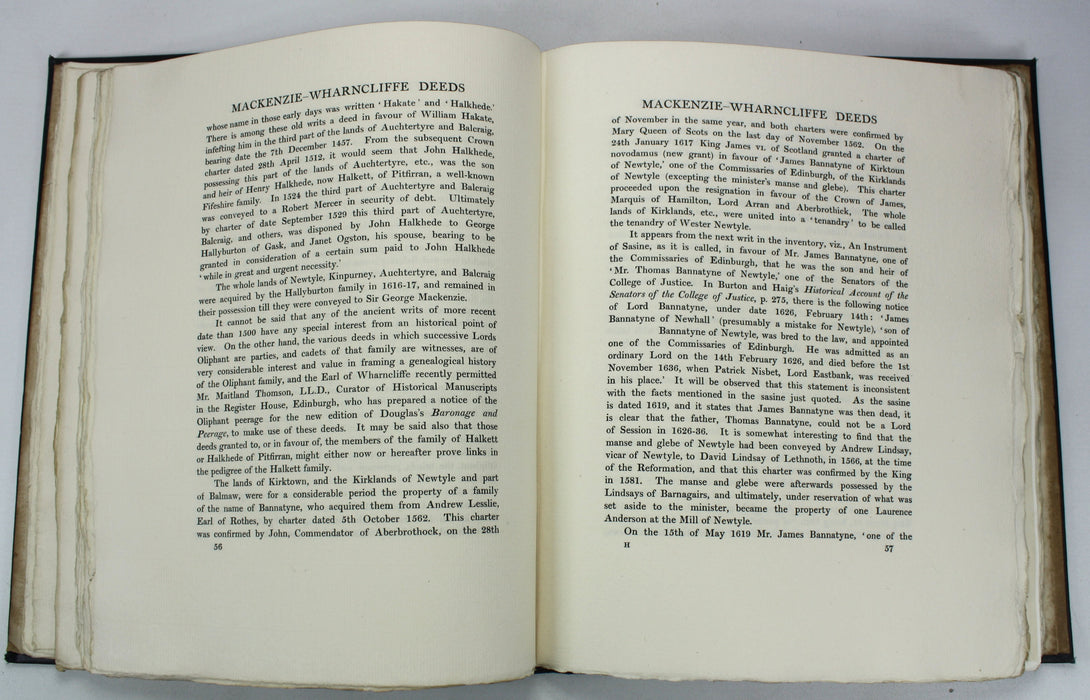 MACKENZIE–WHARNCLIFFE DEEDS
whose name in those early days was written ‘Hakate’ and ‘Halkhede.’
There is among these old writs a deed in favour of William Hakate,
infefting him in the third part of the lands of Auchtertyre and Balcraig,
bearing date the 7th December 1457. From the subsequent Crown
charter dated 28th April 1512, it would seem that John Halkhede,
possessing this part of the lands of Auchtertyre, etc., was the son
and heir of Henry Halkhede, now Halkett, of Pitfirran, a well-known
Fifeshire family. In 1524 the third part of Auchtertyre and Balcraig
was conveyed to a Robert Mercer in security of debt. Ultimately
by charter of date September 1529 this third part of Auchtertyre,
Balcraig, and others, was disponed by John Halkhede to George
Hallyburton of Gask, and Janet Ogston, his spouse, bearing to be
granted in consideration of a certain sum paid to John Halkhede
‘while in great and urgent necessity.’
The whole lands of Newtyle, Kinpurney, Auchtertyre, and Balcraig
were acquired by the Hallyburton family in 1616-17, and remained in
their possession till they were conveyed to Sir George Mackenzie.
It cannot be said that any of the ancient writs of more recent
date than 1500 have any special interest from an historical point of
view. On the other hand, the various deeds in which successive Lords
Oliphant are parties, and cadets of that family are witnesses, are of
very considerable interest and value in framing a genealogical history
of the Oliphant family, and the Earl of Wharncliffe recently permitted
Mr. Maitland Thomson, LL.D., Curator of Historical Manuscripts
in the Register House, Edinburgh, who has prepared a notice of the
Oliphant peerage for the new edition of Douglas's Baronage and
Peerage, to make use of these deeds. It may be said also that those
deeds granted to, or in favour of, the members of the family of Halkett
or Halkhede of Pitfirran, might either now or hereafter prove links in
the pedigree of the Halkett family.
The lands of Kirktown, and the Kirklands of Newtyle and part
of Balmaw, were for a considerable period the property of a family
of the name of Bannatyne, who acquired them from Andrew Lesslie,
Earl of Rothes, by charter dated 5th October 1562. This charter
was confirmed by John, Commendator of Aberbrothock, on the 28th
56
MACKENZIE–WHARNCLIFFE DEEDS
of November in the same year, and both charters were confirmed by
Mary Queen of Scots on the last day of November 1562. On the
24th January 1617 King James VI. of Scotland granted a charter of
novodamus (new grant) in favour of ‘James Bannatyne of Kirktoun
of Newtyle,’ one of the Commissaries of Edinburgh, of the Kirklands
of Newtyle (excepting the minister's manse and glebe). This charter
proceeded upon the resignation in favour of the Crown of James,
Marquis of Hamilton, Lord Arran and Aberbrothick, The whole
lands of Kirklands, etc., were united into a ‘tenandry’ to be called
the tenandry of Wester Newtyle.
It appears from the next writ in the inventory, viz., An Instrument
of Sasine, as it is called, in favour of Mr. James Bannatyne, one of
the Commissaries of Edinburgh, that he was the son and heir of
‘Mr. Thomas Bannatyne of Newtyle,’ one of the Senators of the
College of Justice. In Burton and Haig's Historical Account of the
Senators of the College of Justice, p. 275, there is the following notice
of Lord Bannatyne, under date 1626, February 14th: ‘James
Bannatyne of Newhall’ (presumably a mistake for Newtyle), ‘son of
Bannatyne of Newtyle, was bred to the law, and appointed
one of the Commissaries of Edinburgh. He was admitted as an
ordinary Lord on the 14th February 1626, and died before the 1st
November 1636, when Patrick Nisbet, Lord Eastbank, was received
in his place.’ It will be observed that this statement is inconsistent
with the facts mentioned in the sasine just quoted. As the sasine
is dated 1619, and it states that James Bannatyne was then dead, it
is clear that the father, Thomas Bannatyne, could not be a Lord
of Session in 1626-36. It is somewhat interesting to find that the
manse and glebe of Newtyle had been conveyed by Andrew Lindsay,
vicar of Newtyle, to David Lindsay of Lethnoth, in 1566, at the time
of the Reformation, and that this charter was confirmed by the King
in 1581. The manse and glebe were afterwards possessed by the
Lindsays of Barnagairs, and ultimately, under reservation of what was
set aside to the minister, became the property of one Laurence
Anderson at the Mill of Newtyle.
On the 15th of May 1619 Mr. James Bannatyne, ‘one of the
H 57